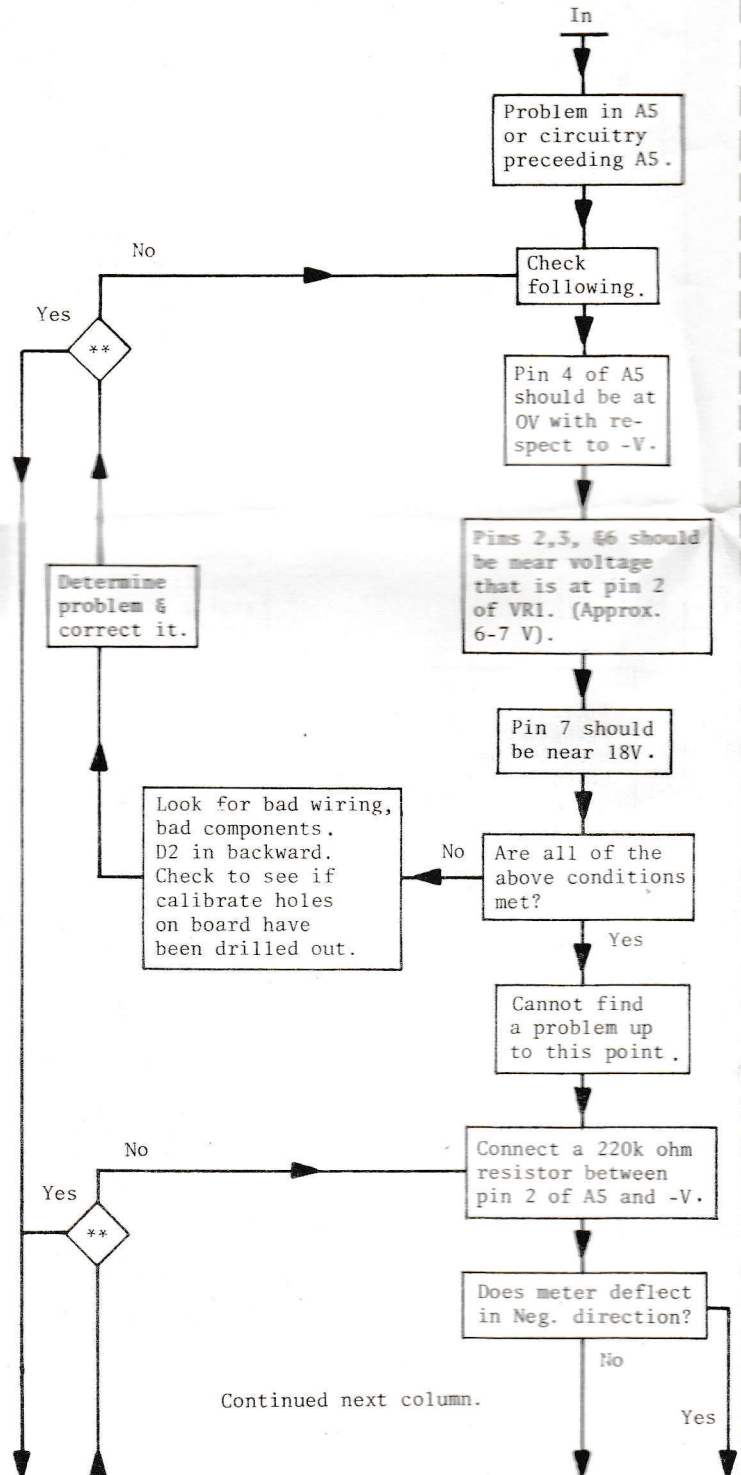 In
Problem in A5
or circuitry
preceeding A5.
No
Check
following.
Yes
**
Pin 4 of A5
should be at
0V with re-
spect to -V.
Pins 2,3, &6 should
be near voltage
that is at pin 2
of VR1. (Approx.
6-7 V).
Determine
problem &
correct it.
Pin 7 should
be near 18V.
Look for bad wiring,
bad components.
D2 in backward.
Check to see if
calibrate holes
on board have
been drilled out.
No
Are all of the
above conditions
met?
Yes
Cannot find
a problem up
to this point.
No
Connect a 220k ohm
resistor between
pin 2 of A5 and -V.
Yes
**
Does meter deflect
in Neg. direction?
No
Continued next column.
Yes